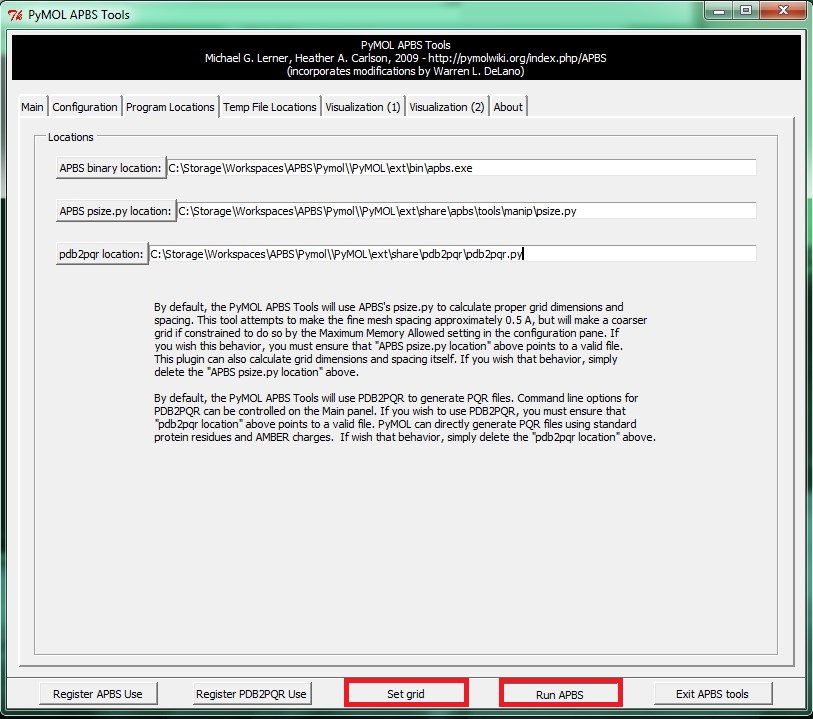 PyMOL APBS Tools
PyMOL APBS Tools
Michael G. Lerner, Heather A. Carlson, 2009 - http://pymolwiki.org/index.php/APBS
(incorporates modifications by Warren L. DeLano)
Main Configuration Program Locations Temp File Locations Visualization (1) Visualization (2) About
Locations
APBS binary location: C:\Storage\Workspaces\APBS\Pymol\\PyMOL\ext\bin\apbs.exe
APBS psize.py location: C:\Storage\Workspaces\APBS\Pymol\\PyMOL\ext\share\apbs\tools\manip\psize.py
pdb2pqr location: C:\Storage\Workspaces\APBS\Pymol\\PyMOL\ext\share\pdb2pqr\pdb2pqr.py
By default, the PyMOL APBS Tools will use APBS's psize.py to calculate proper grid dimensions and
spacing. This tool attempts to make the fine mesh spacing approximately 0.5 A, but will make a coarser
grid if constrained to do so by the Maximum Memory Allowed setting in the configuration pane. If
you wish this behavior, you must ensure that "APBS psize.py location" above points to a valid file.
This plugin can also calculate grid dimensions and spacing itself. If you wish that behavior, simply
delete the "APBS psize.py location" above.
By default, the PyMOL APBS Tools will use PDB2PQR to generate PQR files. Command line options for
PDB2PQR can be controlled on the Main panel. If you wish to use PDB2PQR, you must ensure that
"pdb2pqr location" above points to a valid file. PyMOL can directly generate PQR files using standard
protein residues and AMBER charges. If wish that behavior, simply delete the "pdb2pqr location" above.
Register APBS Use Register PDB2PQR Use Set grid Run APBS Exit APBS tools